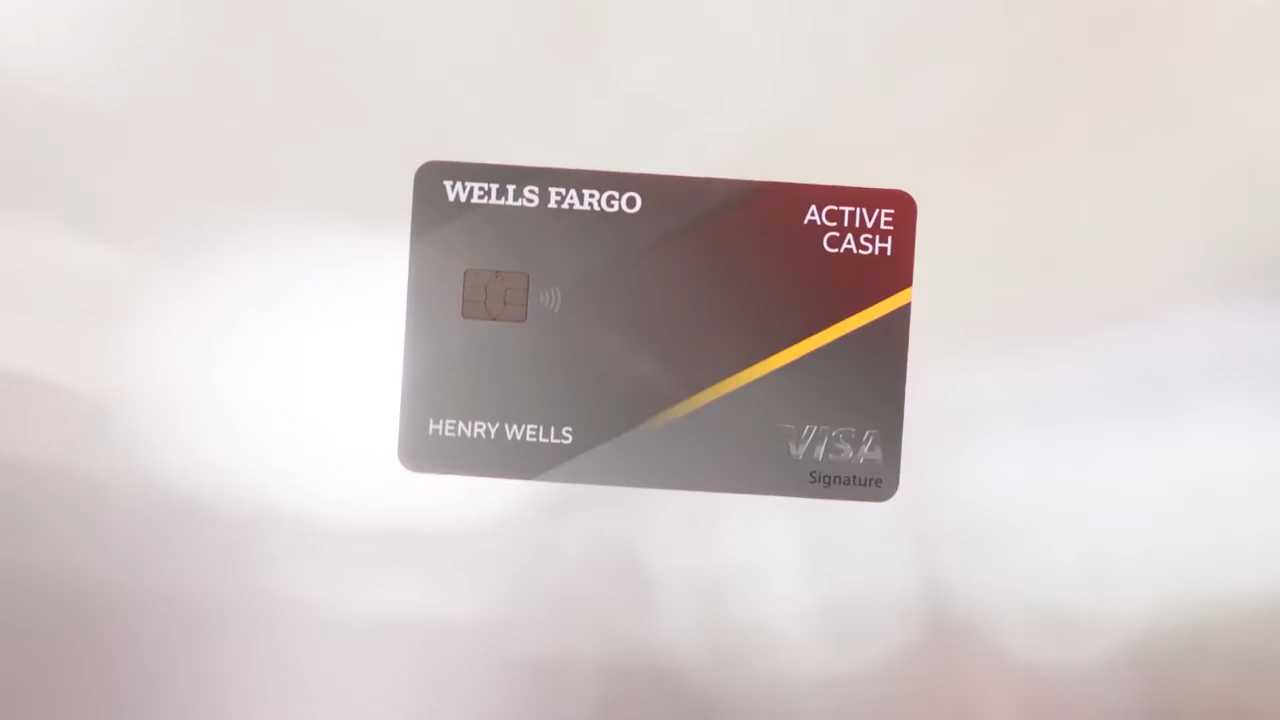 WELLS FARGO
ACTIVE
CASH
HENRY WELLS
VISA
Signature